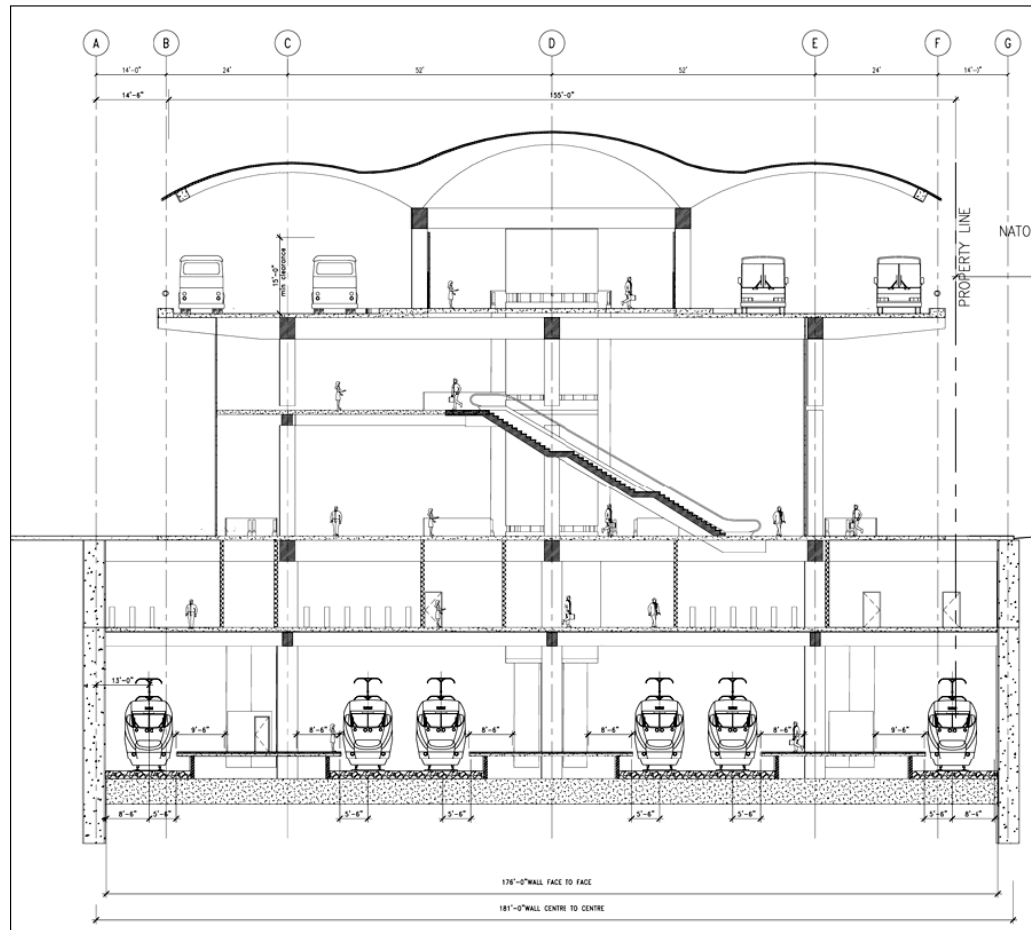 A B C D E F G
14'-0" 24' 52' 52' 24' 14'-0"
14'-6" 155'-0"
PROPERTY LINE
NATO
15'-0"
min clearance
13'-0"
9'-6" 8'-6" 8'-6" 8'-6" 8'-6" 9'-6"
8'-6" 5'-6" 5'-6" 5'-6" 5'-6" 5'-6" 5'-6"
176'-0" WALL FACE TO FACE
181'-0" WALL CENTRE TO CENTRE